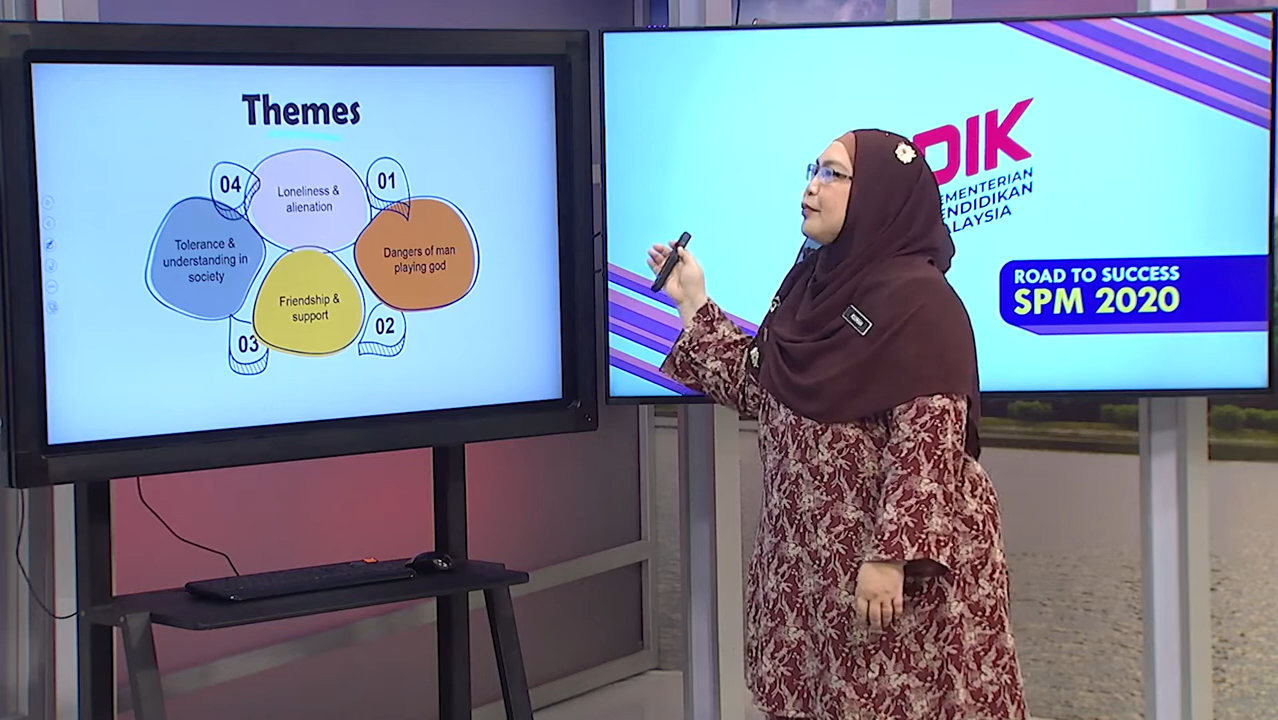 Themes
04
Loneliness &
alienation
01
Tolerance &
understanding in
society
Dangers of man
playing god
Friendship &
support
03
02
DIK
EMENTERIAN
ENDIDIKAN
ALAYSIA
ROAD TO SUCCESS
SPM 2020